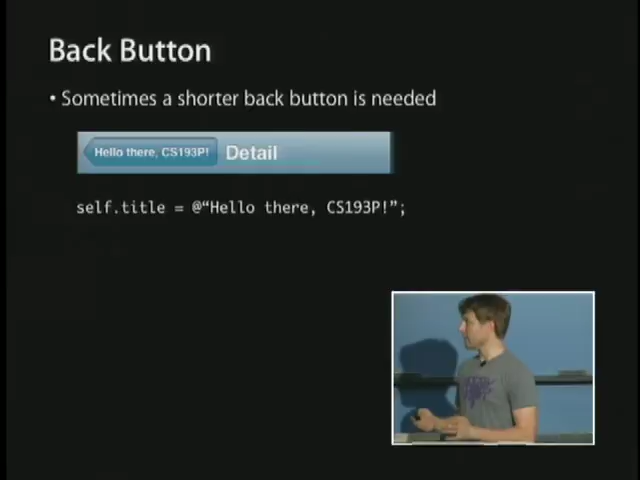 Back Button
• Sometimes a shorter back button is needed
Hello there, CS193P!
Detail
self.title = @“Hello there, CS193P!”;